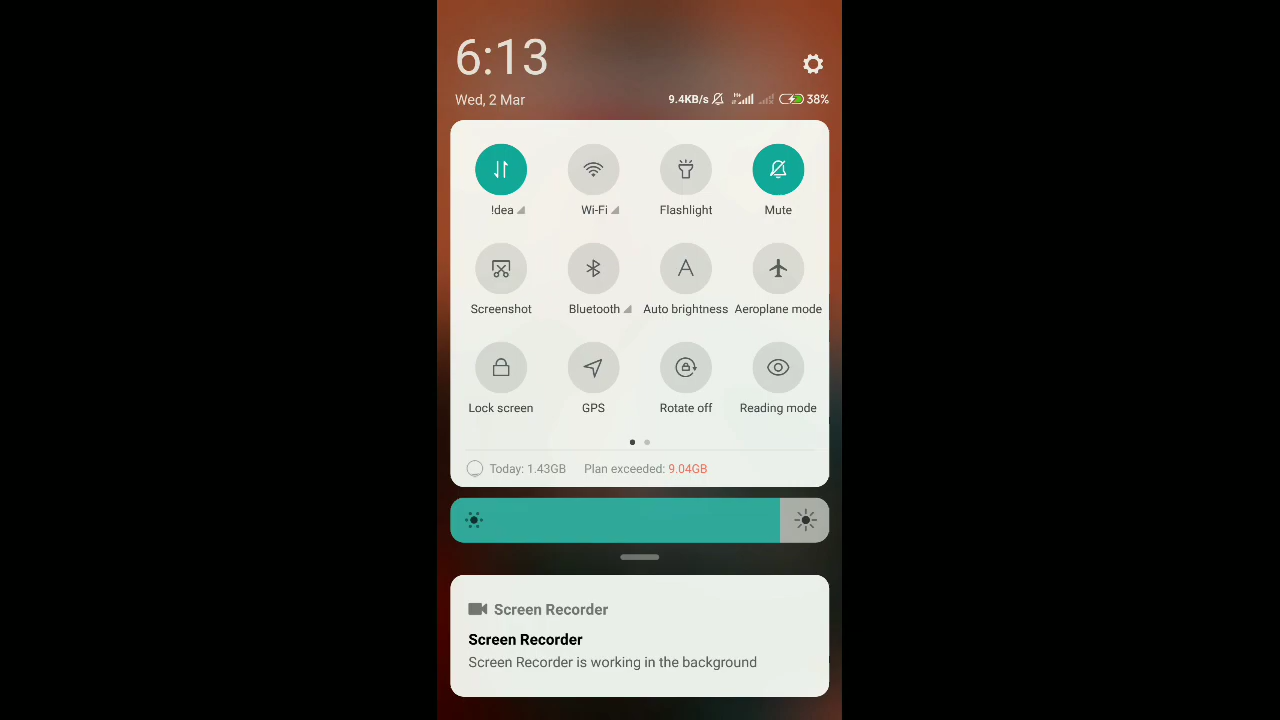 6:13
Wed, 2 Mar
9.4KB/s 38%
!dea Wi-Fi Flashlight Mute
Screenshot Bluetooth Auto brightness Aeroplane mode
Lock screen GPS Rotate off Reading mode
Today: 1.43GB Plan exceeded: 9.04GB
Screen Recorder
Screen Recorder
Screen Recorder is working in the background